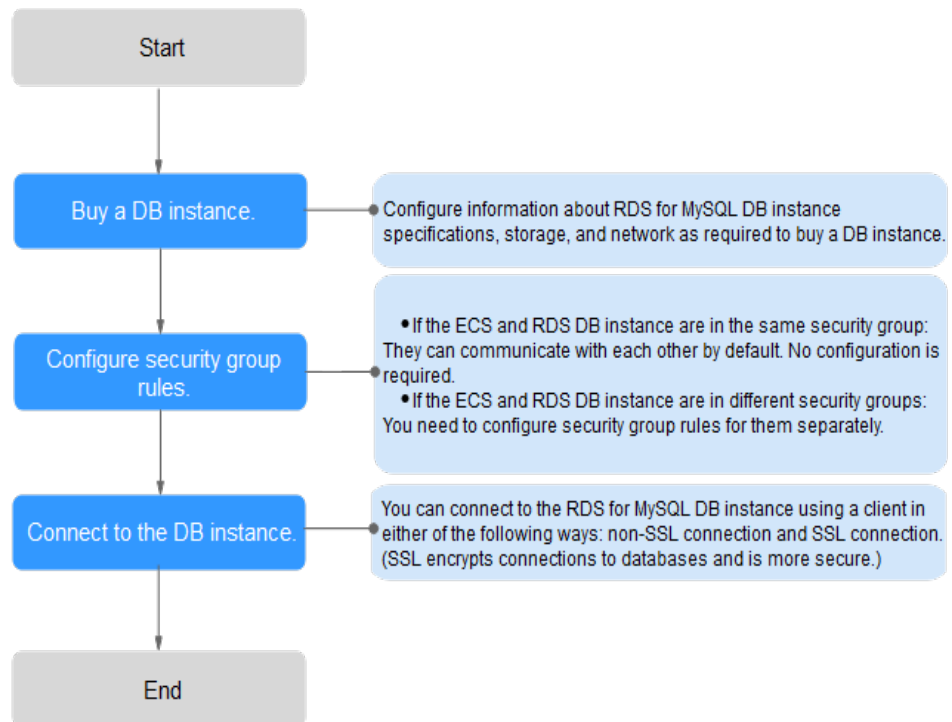 Start
Buy a DB instance.
Configure information about RDS for MySQL DB instance
specifications, storage, and network as required to buy a DB instance.
Configure security group
rules.
●If the ECS and RDS DB instance are in the same security group:
They can communicate with each other by default. No configuration is
required.
●If the ECS and RDS DB instance are in different security groups:
You need to configure security group rules for them separately.
Connect to the DB instance.
You can connect to the RDS for MySQL DB instance using a client in
either of the following ways: non-SSL connection and SSL connection.
(SSL encrypts connections to databases and is more secure.)
End